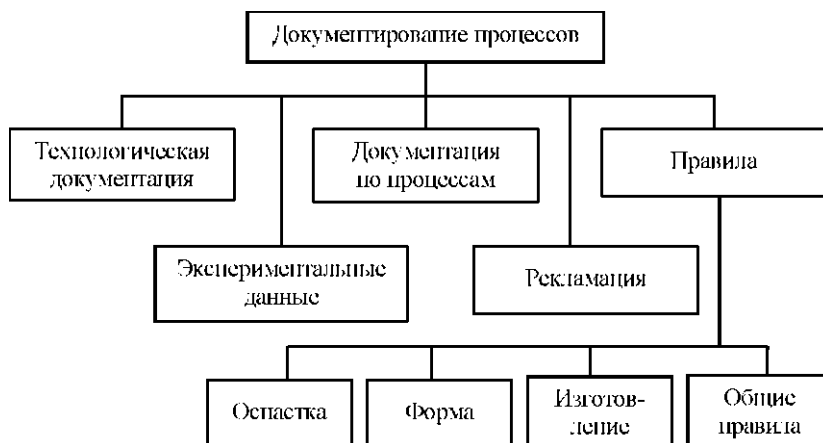 Документирование процессов
Технологическая
документация
Документация
по процессам
Правила
Экспериментальные
данные
Рекламация
Оснастка
Форма
Изготов-
ление
Общие
правила